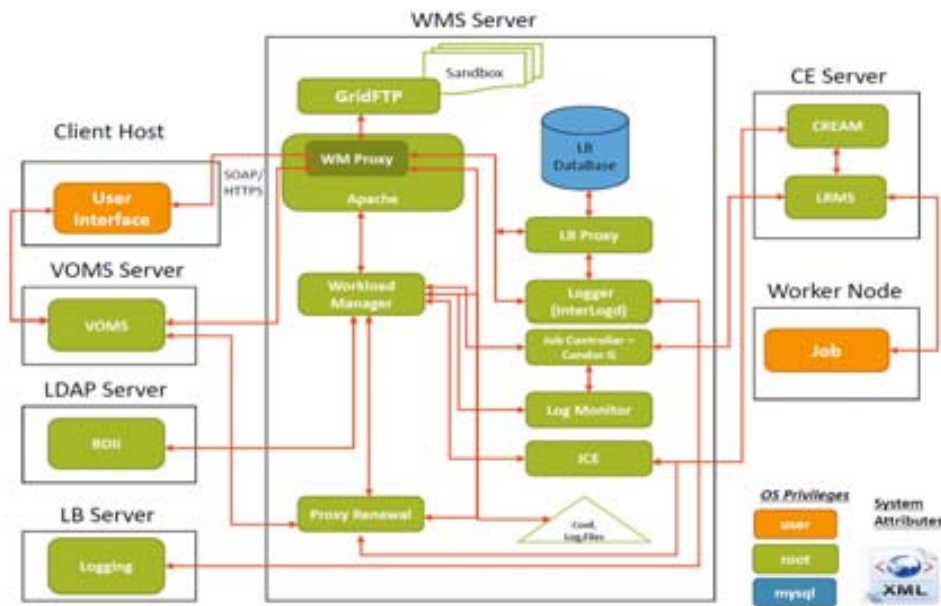 WMS Server
Sandbox
GridFTP
CE Server
CREAM
Client Host
WM Proxy
LB
DataBase
SOAP/
HTTPS
User
Interface
Apache
LRMS
LB Proxy
VOMS Server
Workload
Manager
Logger
(InterLogd)
Worker Node
VOMS
Job Controller –
Condor G
Job
LDAP Server
Log Monitor
BDII
ICE
OS Privileges
System
Attributes
LB Server
Proxy Renewal
Conf,
Log,Files
user
root
Logging
mysql
XML